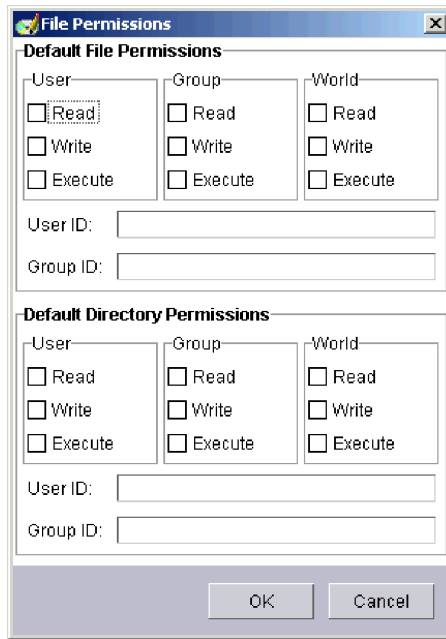 File Permissions
Default File Permissions
User Group World
Read Read Read
Write Write Write
Execute Execute Execute
User ID:
Group ID:
Default Directory Permissions
User Group World
Read Read Read
Write Write Write
Execute Execute Execute
User ID:
Group ID:
OK Cancel